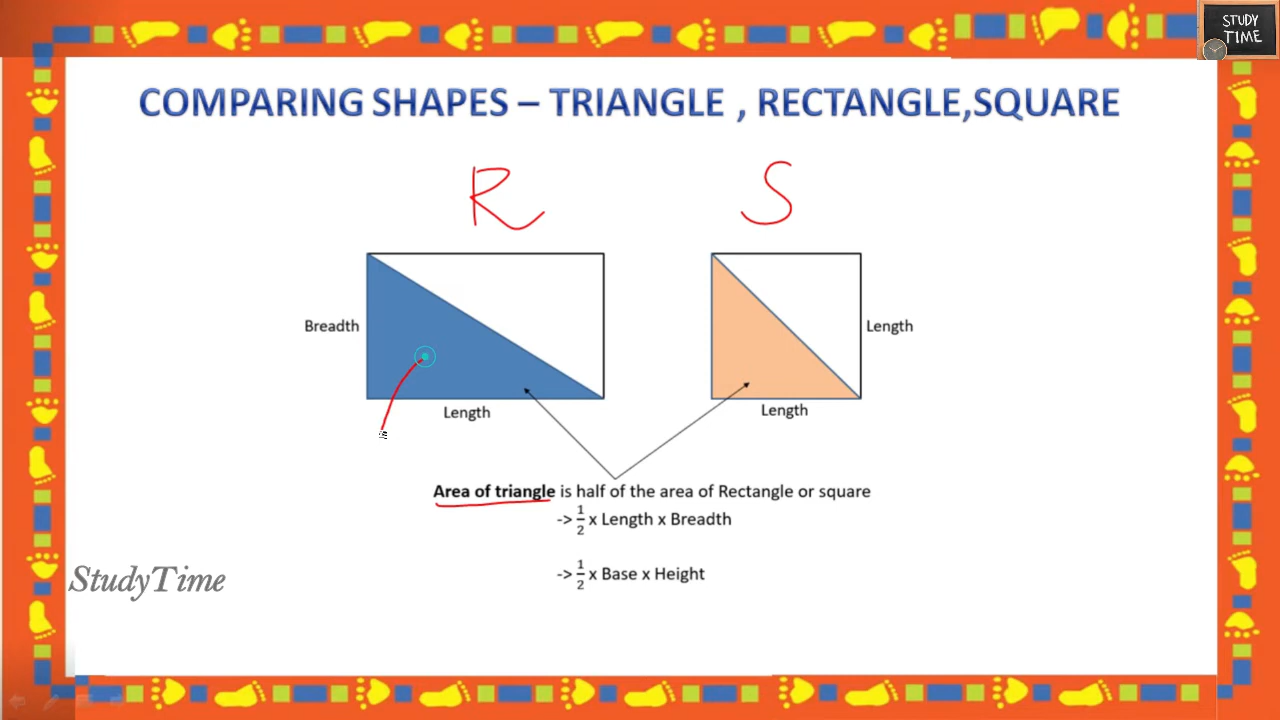 STUDY
TIME
COMPARING SHAPES – TRIANGLE , RECTANGLE,SQUARE
R
S
Breadth
Length
Length
Length
Area of triangle is half of the area of Rectangle or square
-> 1/2 x Length x Breadth
-> 1/2 x Base x Height
StudyTime